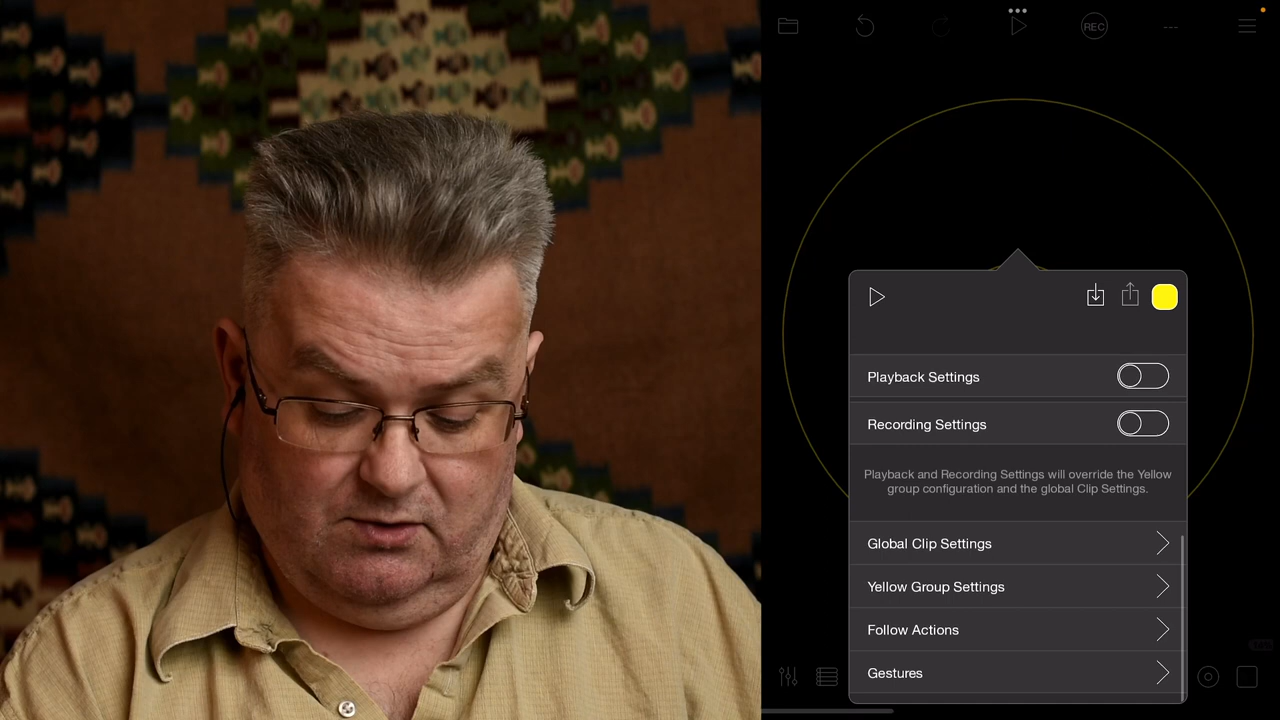 REC
---
Playback Settings
Recording Settings
Playback and Recording Settings will override the Yellow
group configuration and the global Clip Settings.
Global Clip Settings
Yellow Group Settings
Follow Actions
Gestures